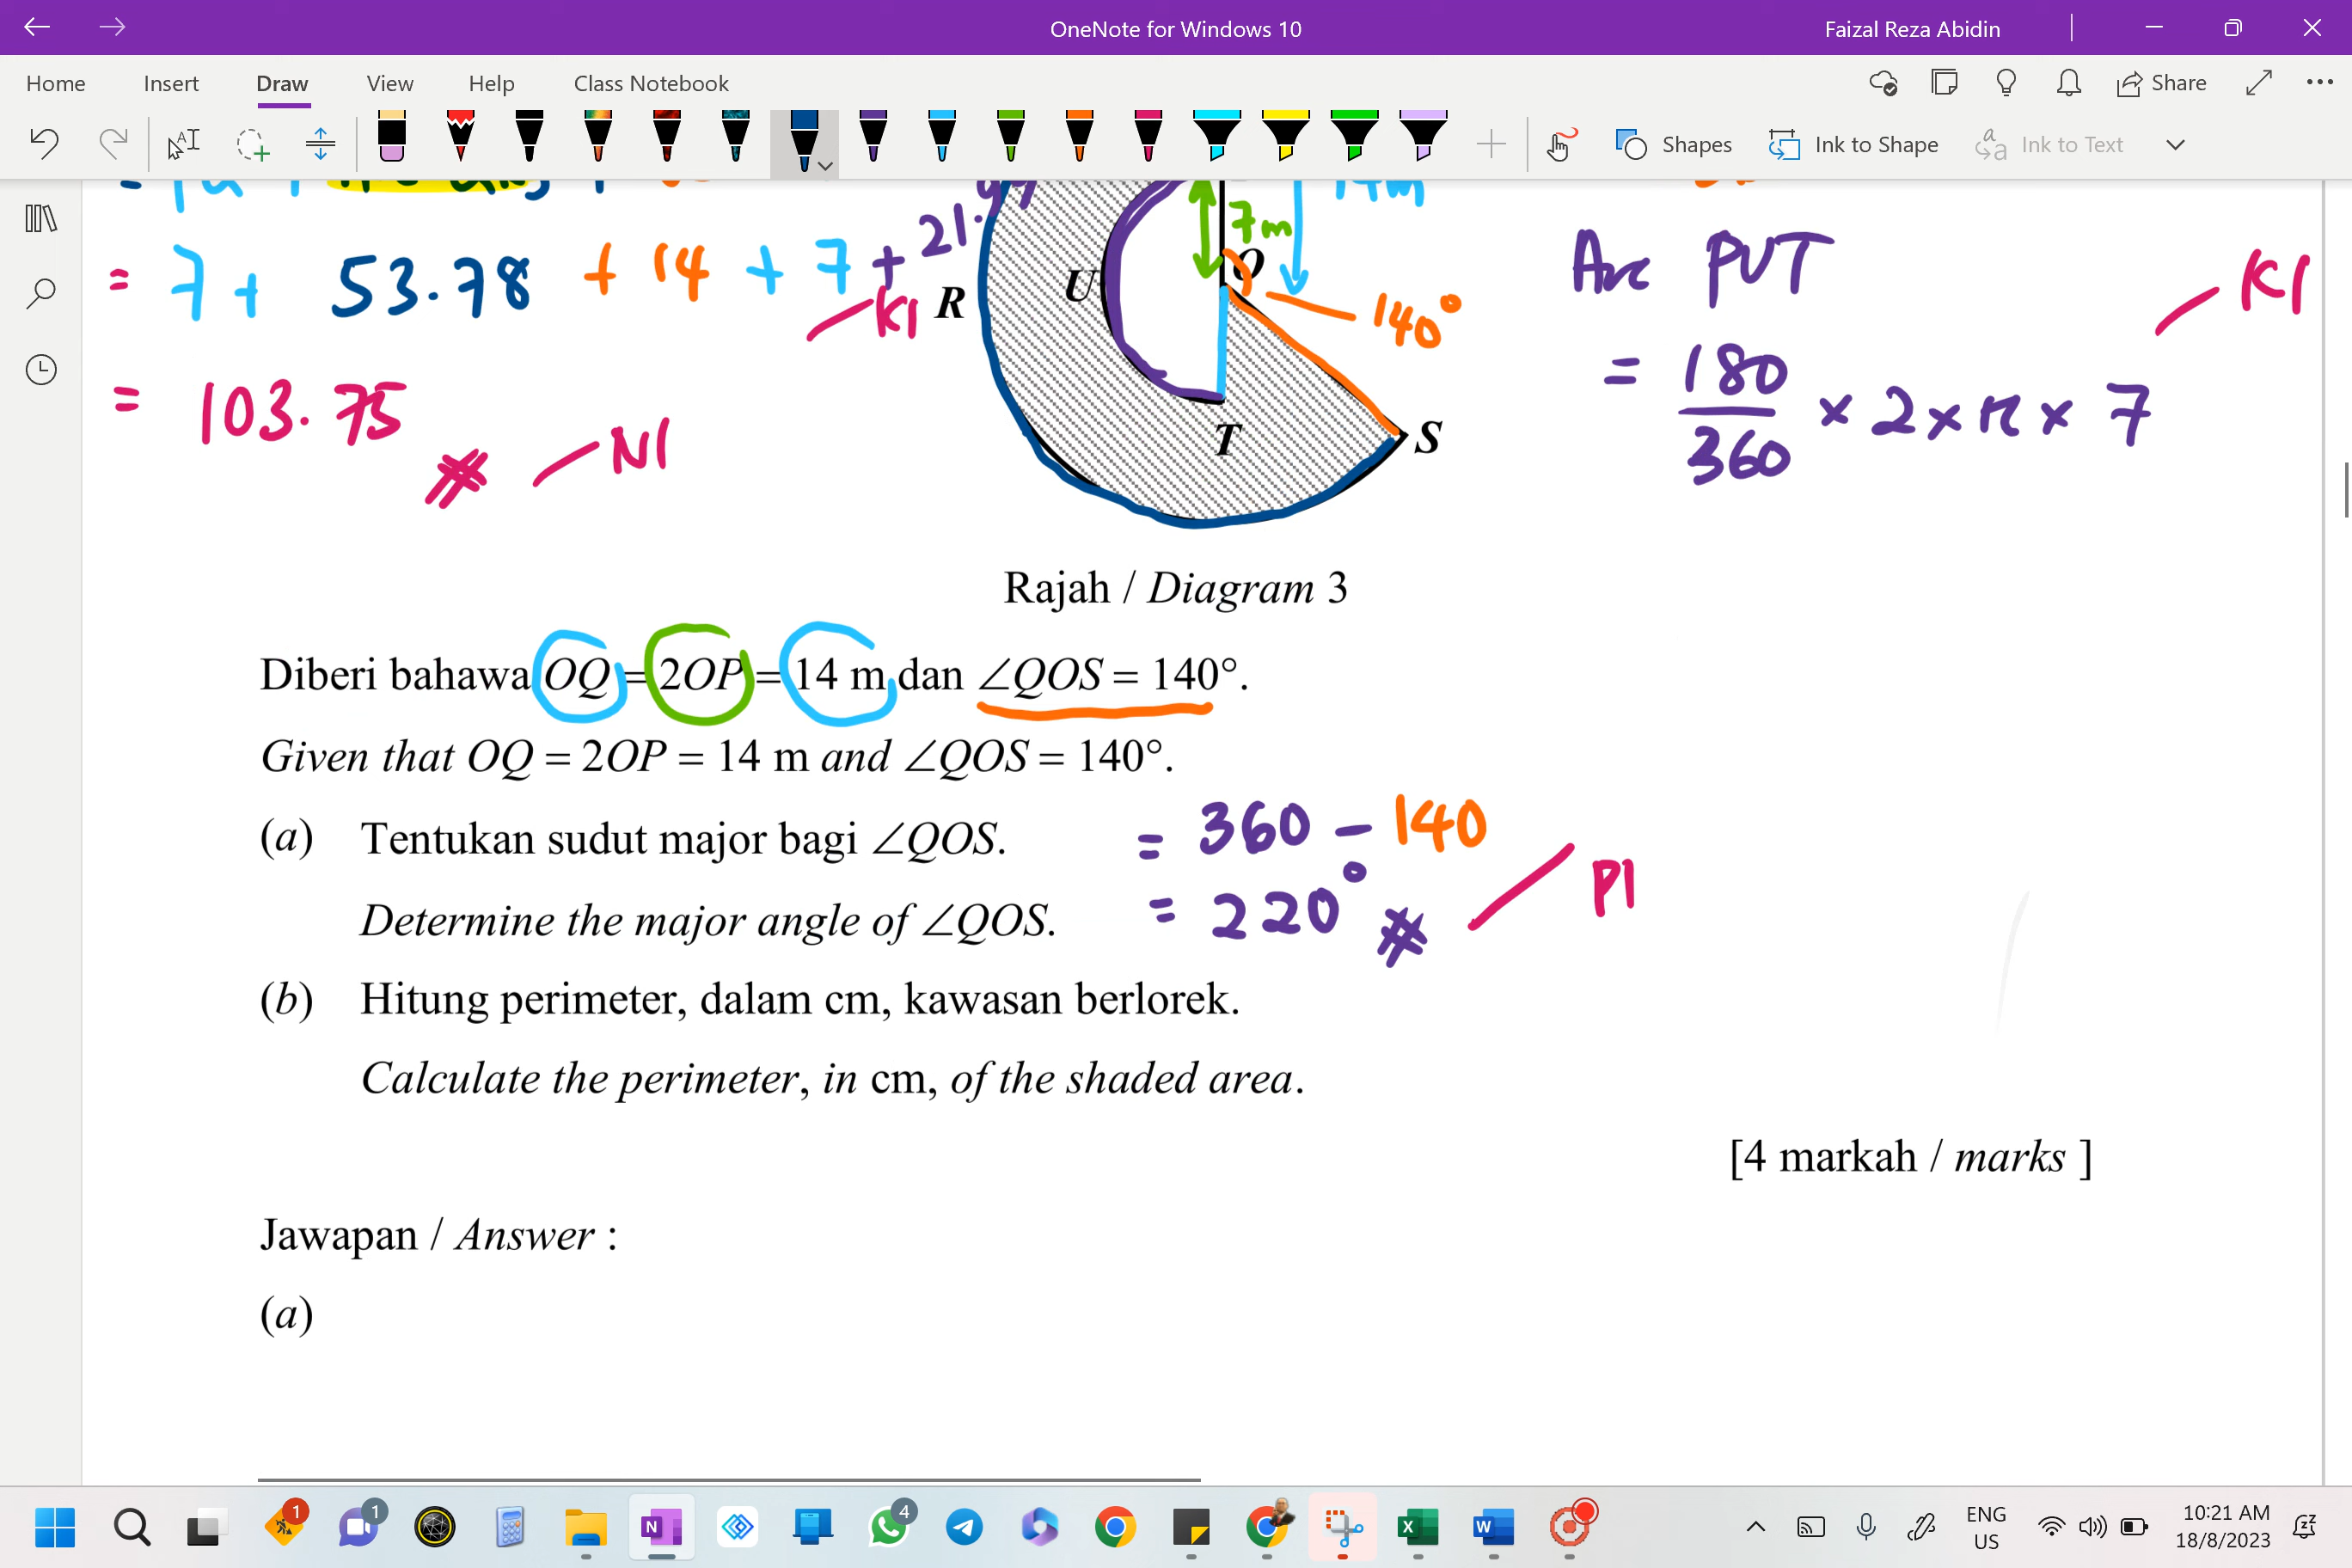 OneNote for Windows 10
Faizal Reza Abidin
Home Insert Draw View Help Class Notebook
Share
Shapes Ink to Shape Ink to Text
= 7 + 53.78 + 14 + 7 + 21.99
K1
= 103.75
N1
7m
14m
O
U
R
140°
T
S
Arc PUT
K1
= 180/360 × 2 × π × 7
Rajah / Diagram 3
Diberi bahawa OQ = 2OP = 14 m dan ∠QOS = 140°.
Given that OQ = 2OP = 14 m and ∠QOS = 140°.
(a) Tentukan sudut major bagi ∠QOS.
= 360 - 140
Determine the major angle of ∠QOS.
= 220° #
P1
(b) Hitung perimeter, dalam cm, kawasan berlorek.
Calculate the perimeter, in cm, of the shaded area.
[4 markah / marks ]
Jawapan / Answer :
(a)
1
1
4
ENG
US
10:21 AM
18/8/2023